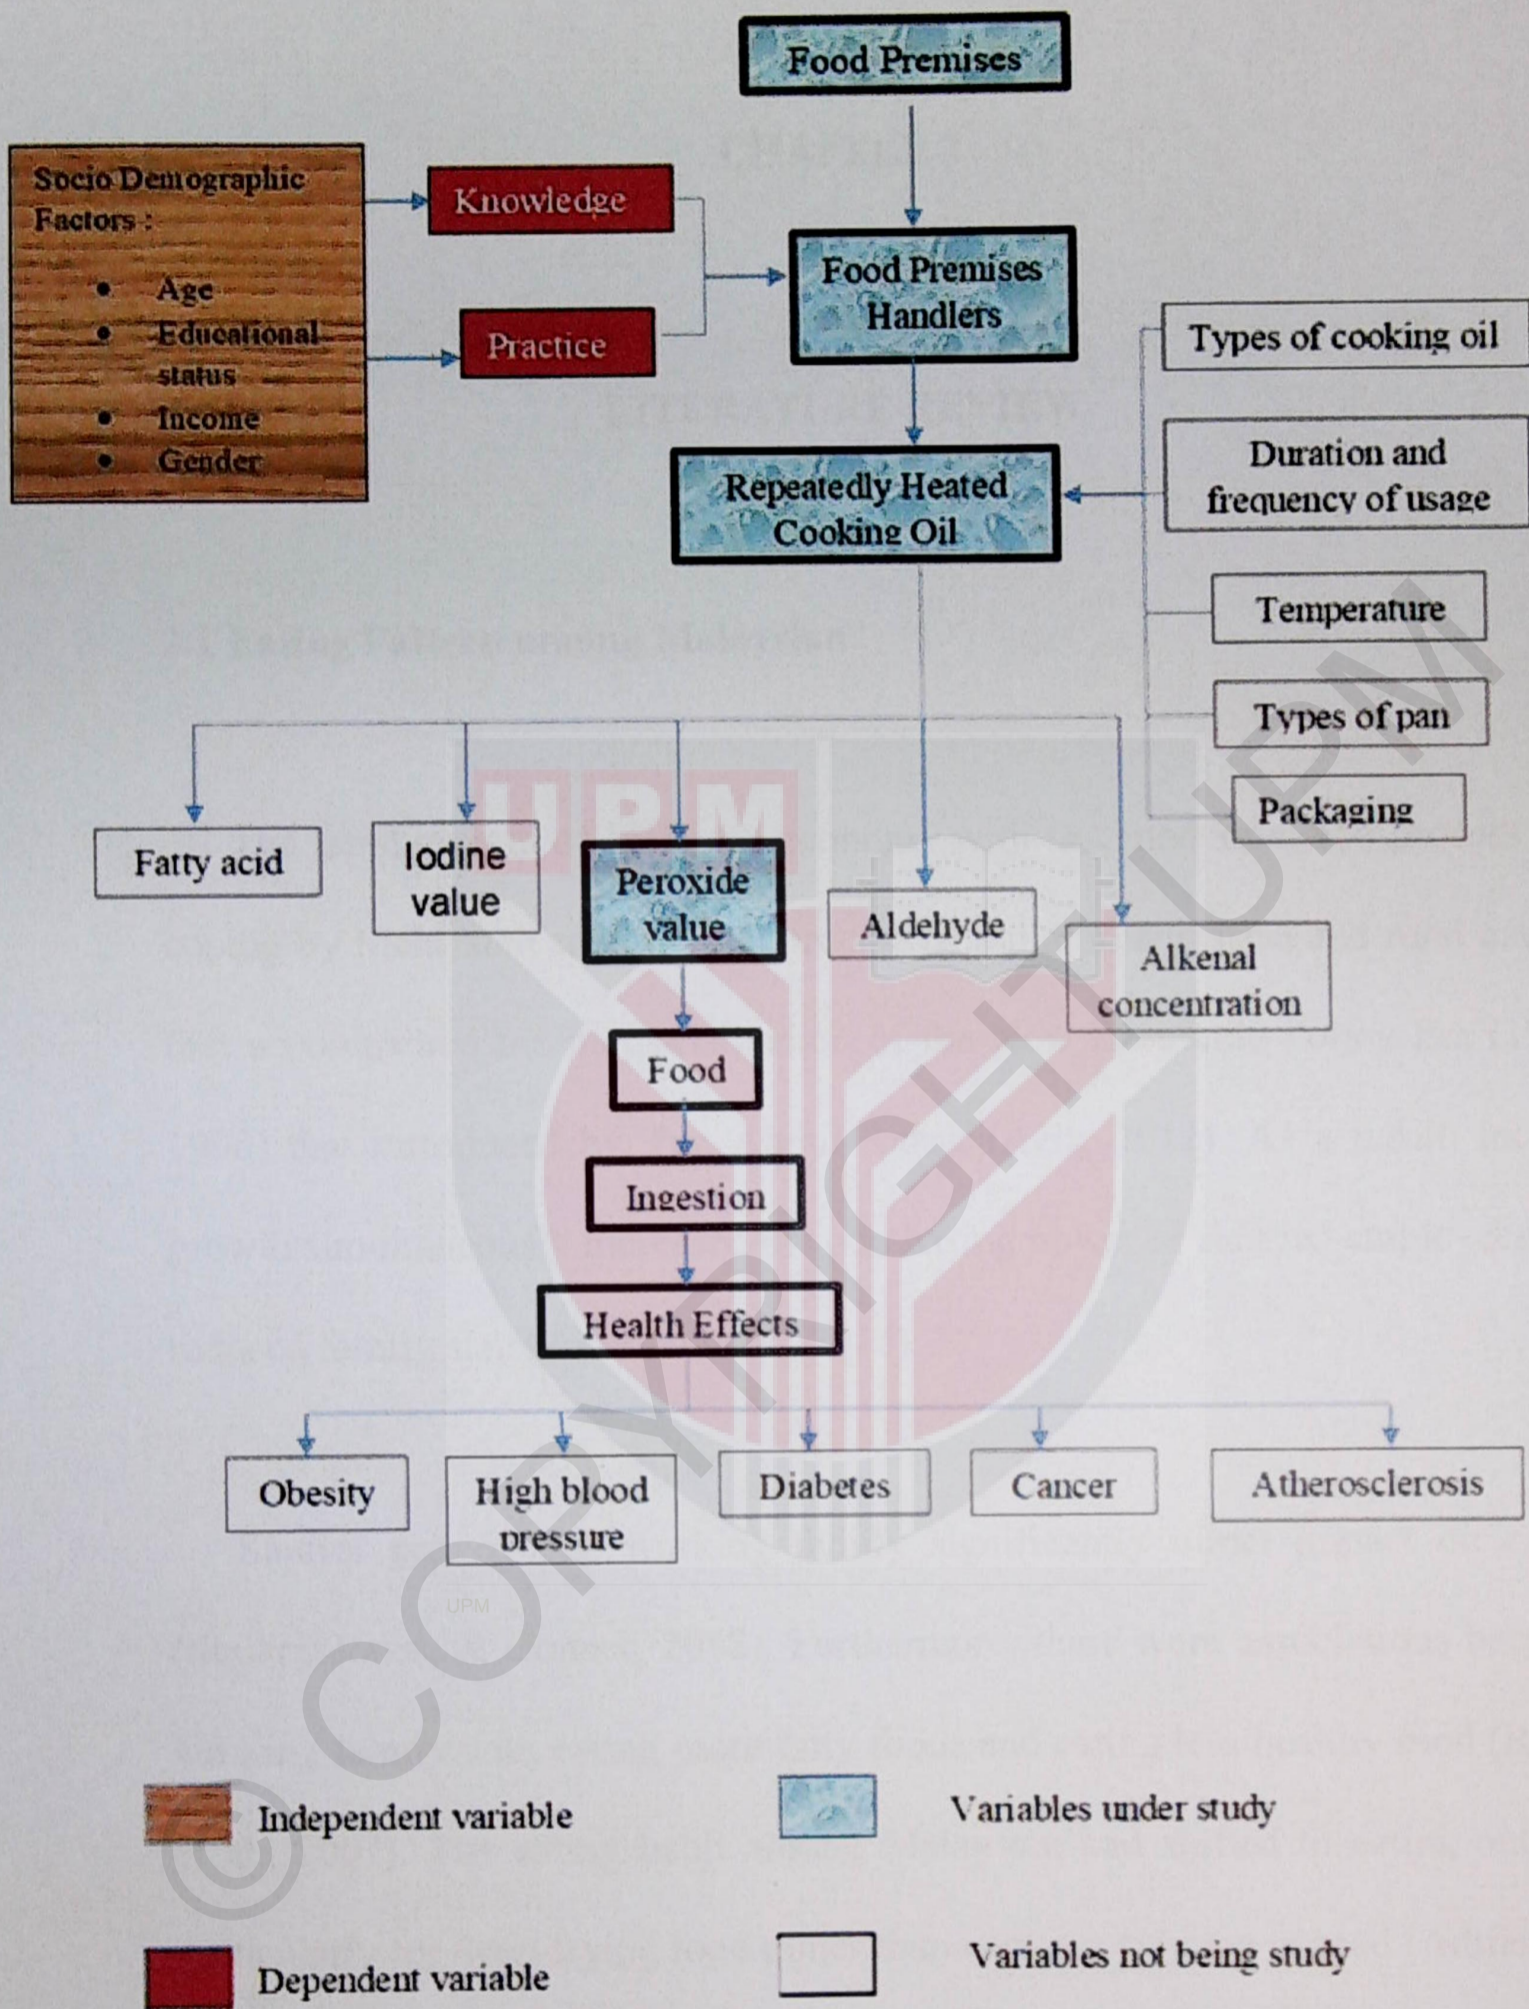 Food Premises
Socio Demographic
Factors :
• Age
• Educational
status
• Income
• Gender
Knowledge
Practice
Food Premises
Handlers
Repeatedly Heated
Cooking Oil
Types of cooking oil
Duration and
frequency of usage
Temperature
Types of pan
Packaging
Fatty acid
Iodine
value
Peroxide
value
Aldehyde
Alkenal
concentration
Food
Ingestion
Health Effects
Obesity
High blood
pressure
Diabetes
Cancer
Atherosclerosis
Independent variable
Variables under study
Dependent variable
Variables not being study
UPM
UPM
© COPYRIGHT UPM